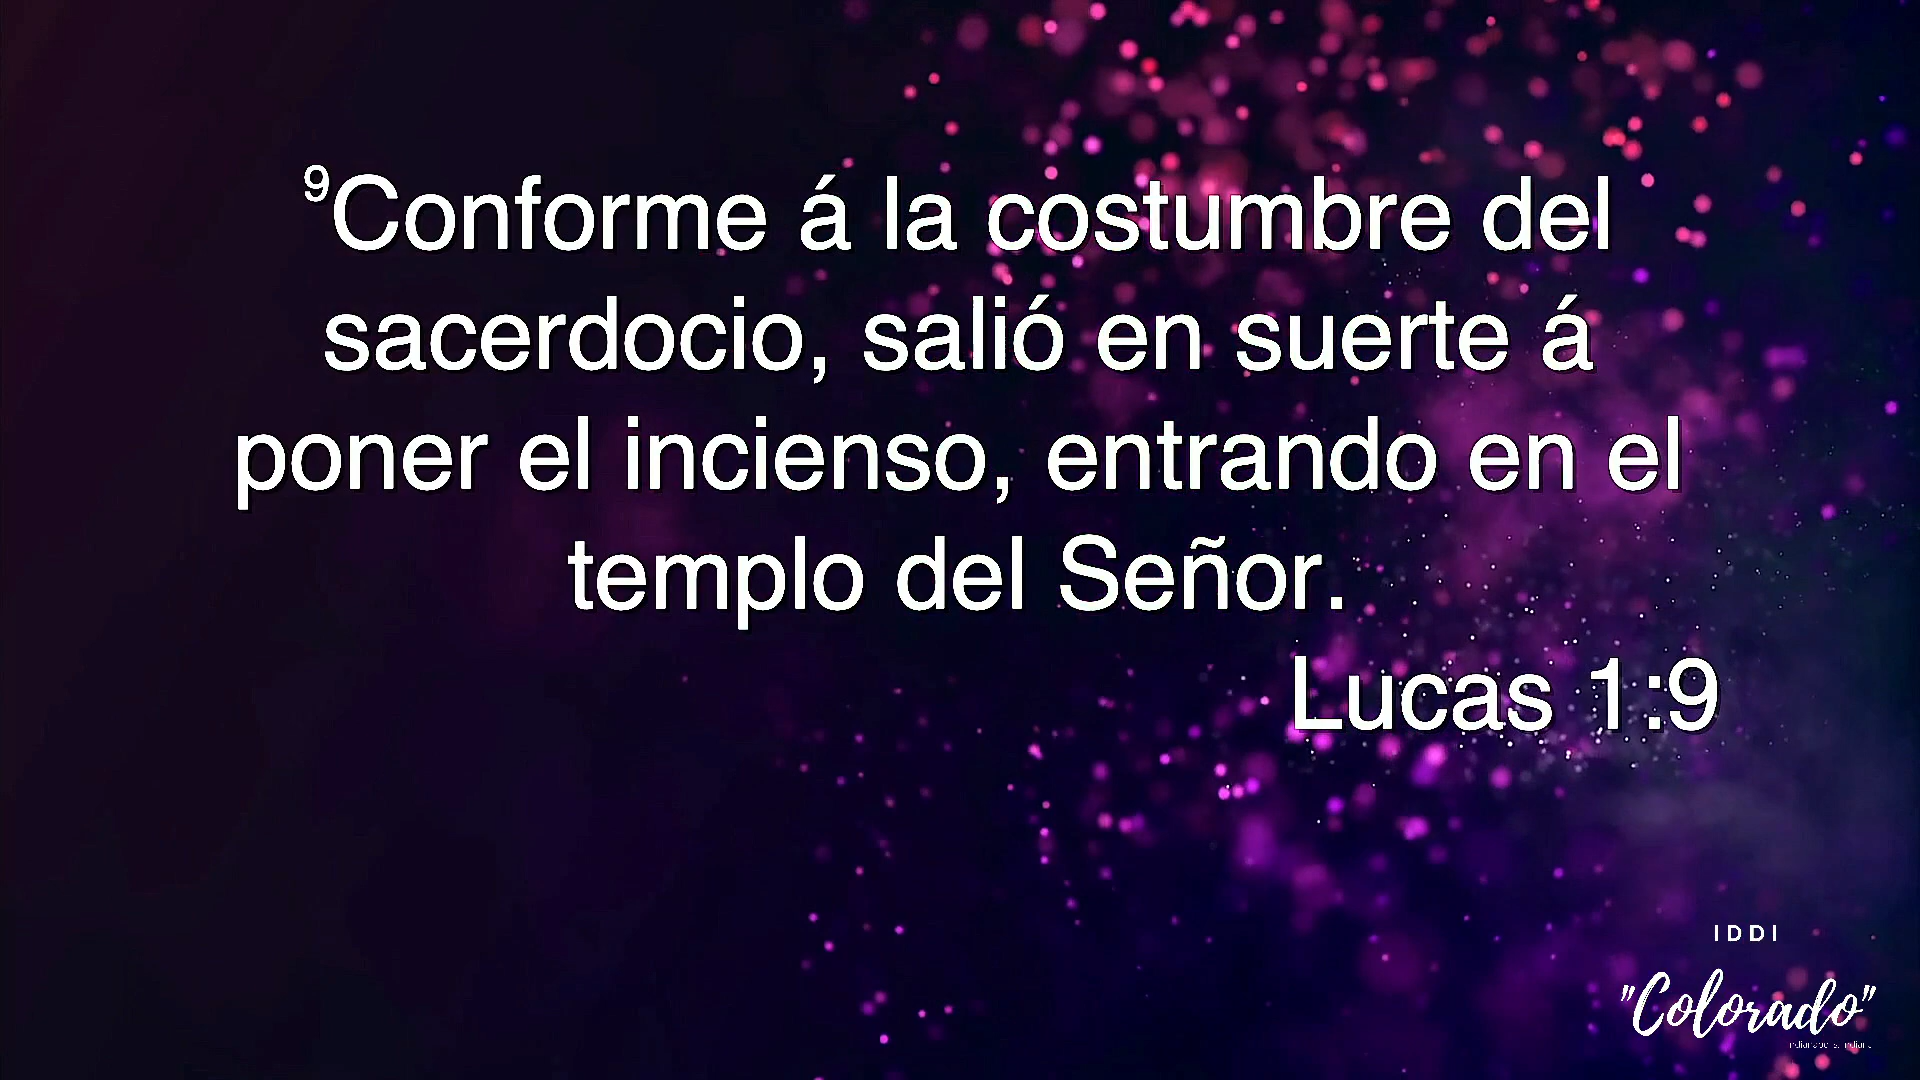 ⁹Conforme á la costumbre del
sacerdocio, salió en suerte á
poner el incienso, entrando en el
templo del Señor.
Lucas 1:9
IDDI
"Colorado"